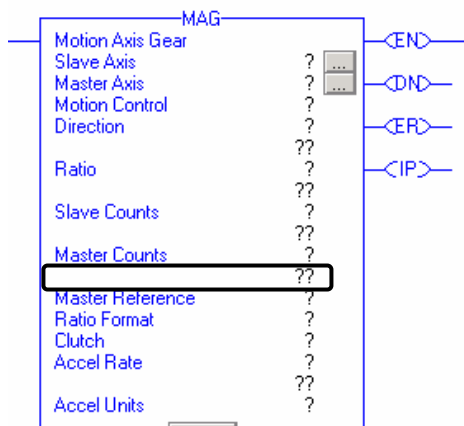 MAG
Motion Axis Gear
EN
Slave Axis ? ...
Master Axis ? ... DN
Motion Control ?
Direction ? ER
??
Ratio ? IP
??
Slave Counts ?
??
Master Counts ?
??
Master Reference ?
Ratio Format ?
Clutch ?
Accel Rate ?
??
Accel Units ?